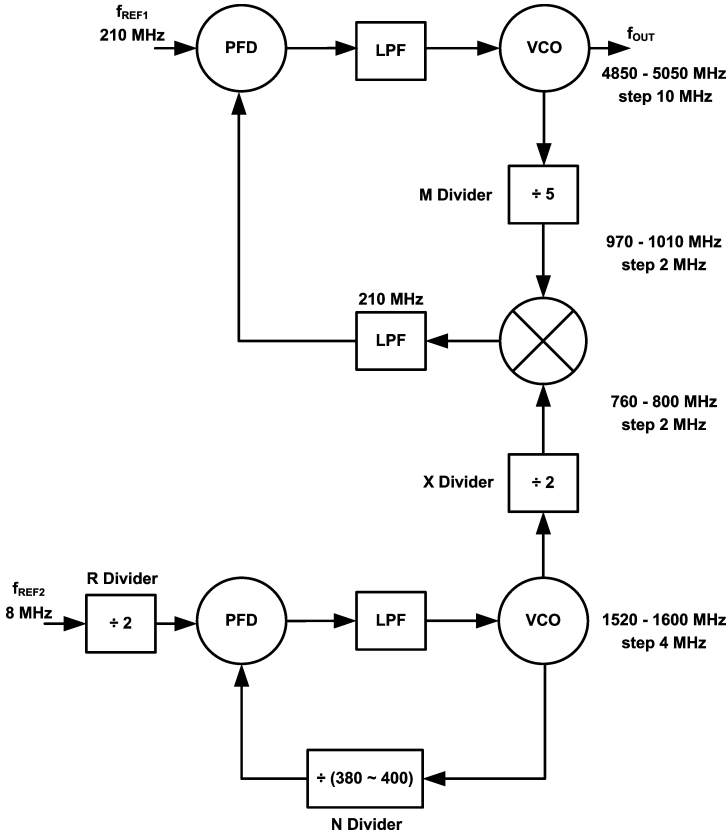 fREF1
210 MHz
PFD
LPF
VCO
fOUT
4850 - 5050 MHz
step 10 MHz
M Divider
÷ 5
970 - 1010 MHz
step 2 MHz
210 MHz
LPF
760 - 800 MHz
step 2 MHz
X Divider
÷ 2
fREF2
8 MHz
R Divider
÷ 2
PFD
LPF
VCO
1520 - 1600 MHz
step 4 MHz
÷ (380 ~ 400)
N Divider